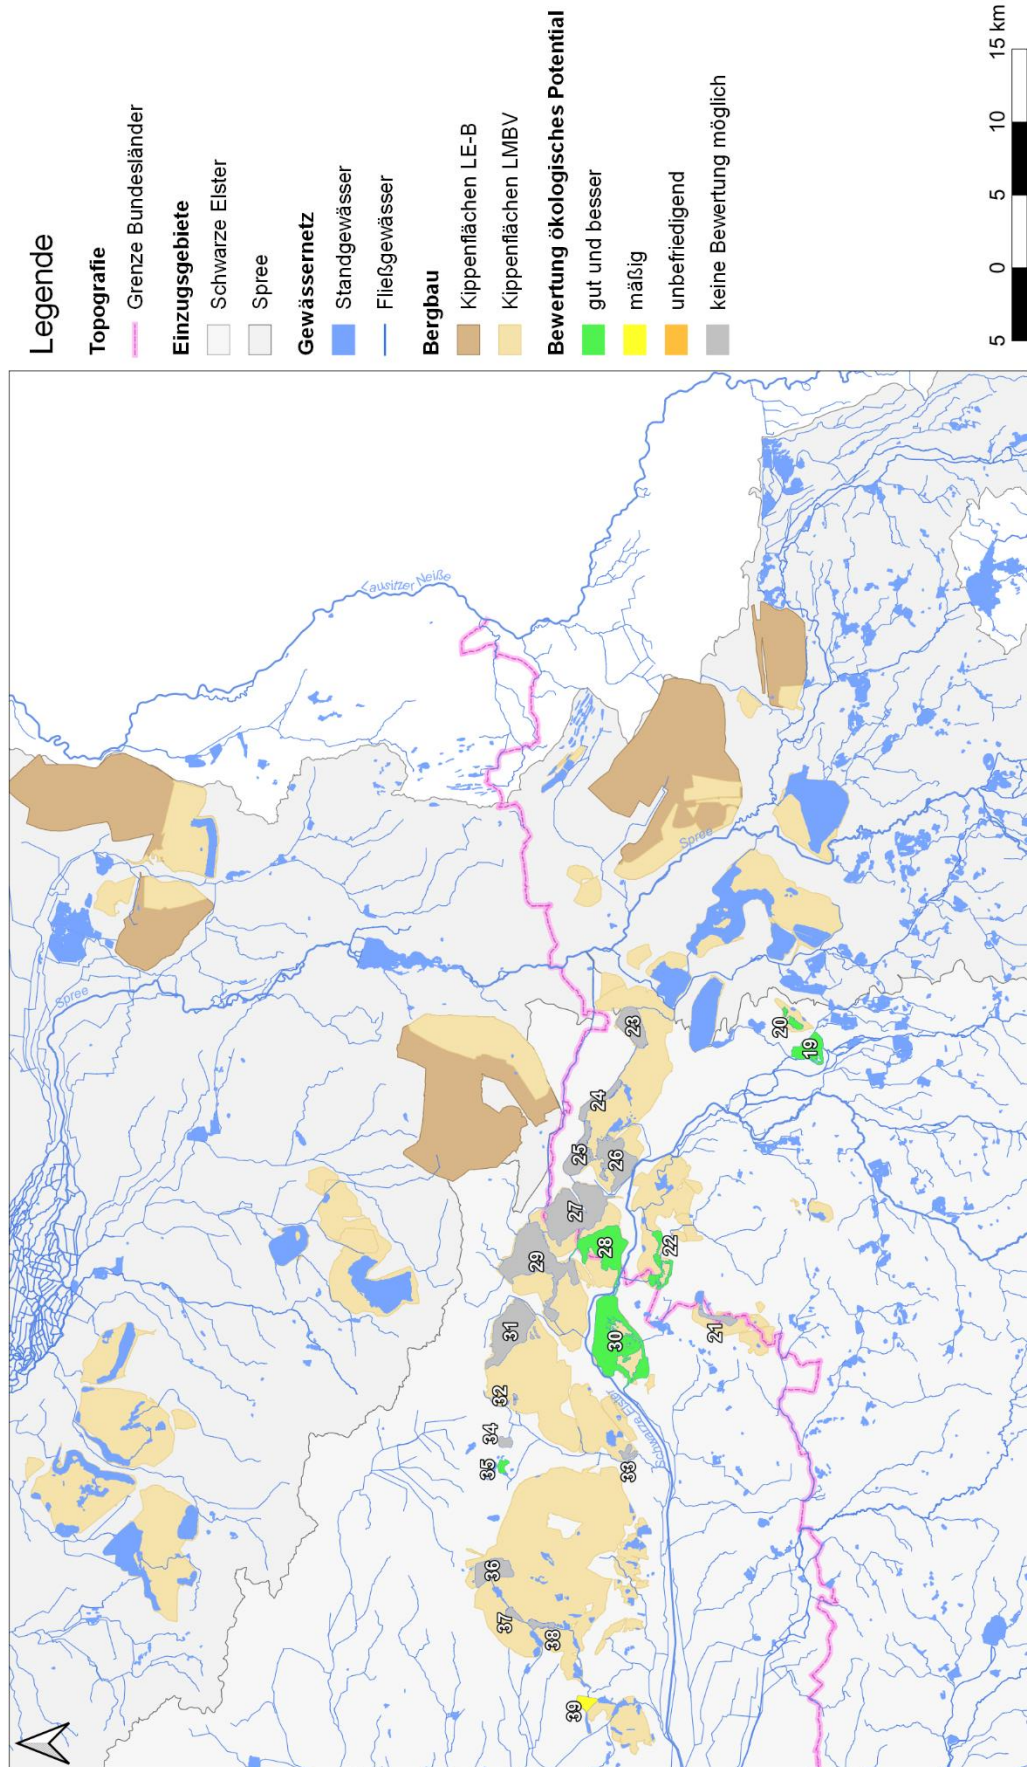 Legende
Topografie
Grenze Bundesländer
Einzugsgebiete
Schwarze Elster
Spree
Gewässernetz
Standgewässer
Fließgewässer
Bergbau
Kippenflächen LE-B
Kippenflächen LMBV
Bewertung ökologisches Potential
gut und besser
mäßig
unbefriedigend
keine Bewertung möglich
5 0 5 10 15 km
Spree
Lausitzer Neiße
Spree
Schwarze Elster
39
38
37
36
35
34
33
32
31
30
29
28
27
26
25
24
23
22
21
20
19